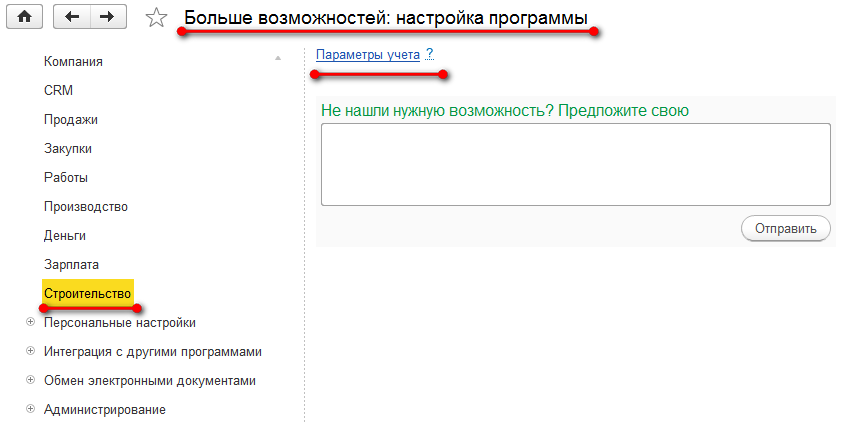 Больше возможностей: настройка программы
Компания
CRM
Продажи
Закупки
Работы
Производство
Деньги
Зарплата
Строительство
Персональные настройки
Интеграция с другими программами
Обмен электронными документами
Администрирование
Параметры учета ?
Не нашли нужную возможность? Предложите свою
Отправить